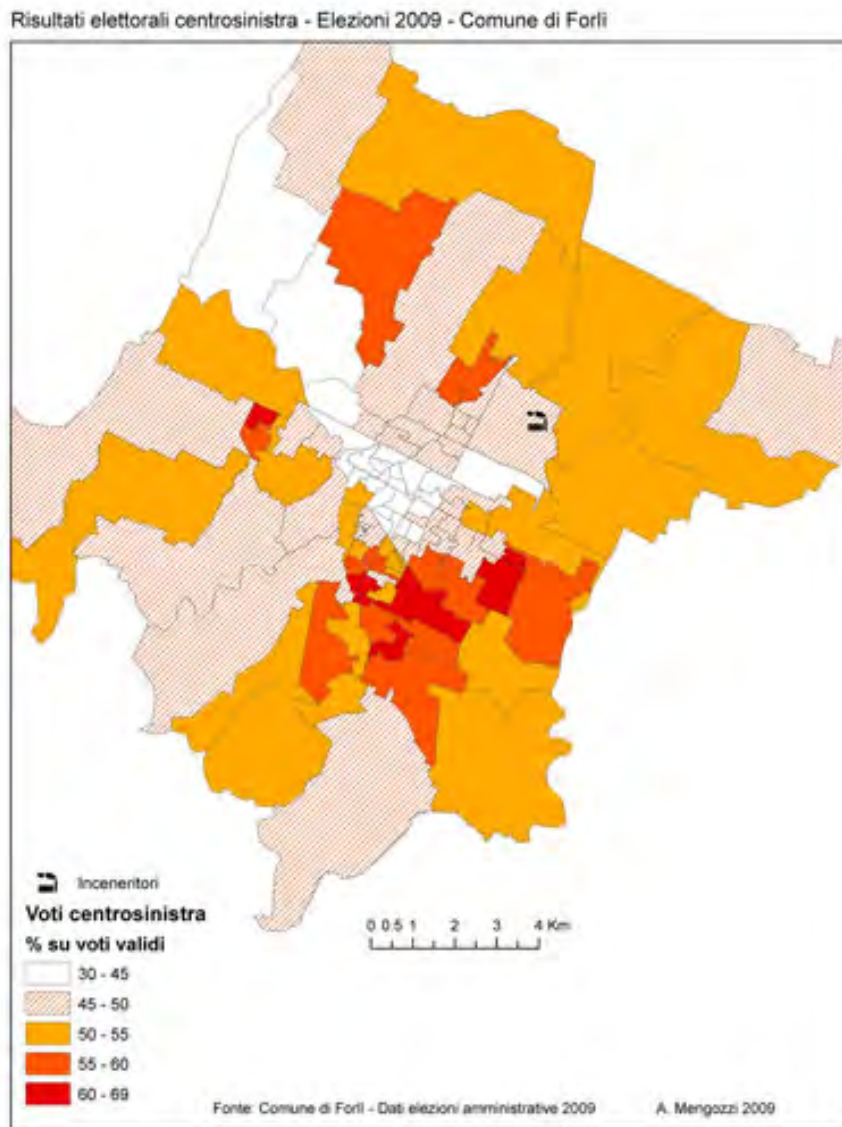 Risultati elettorali centrosinistra - Elezioni 2009 - Comune di Forlì
Inceneritori
Voti centrosinistra
% su voti validi
30 - 45
45 - 50
50 - 55
55 - 60
60 - 69
0 0.5 1 2 3 4 Km
Fonte: Comune di Forlì - Dati elezioni amministrative 2009 A. Mengozzi 2009